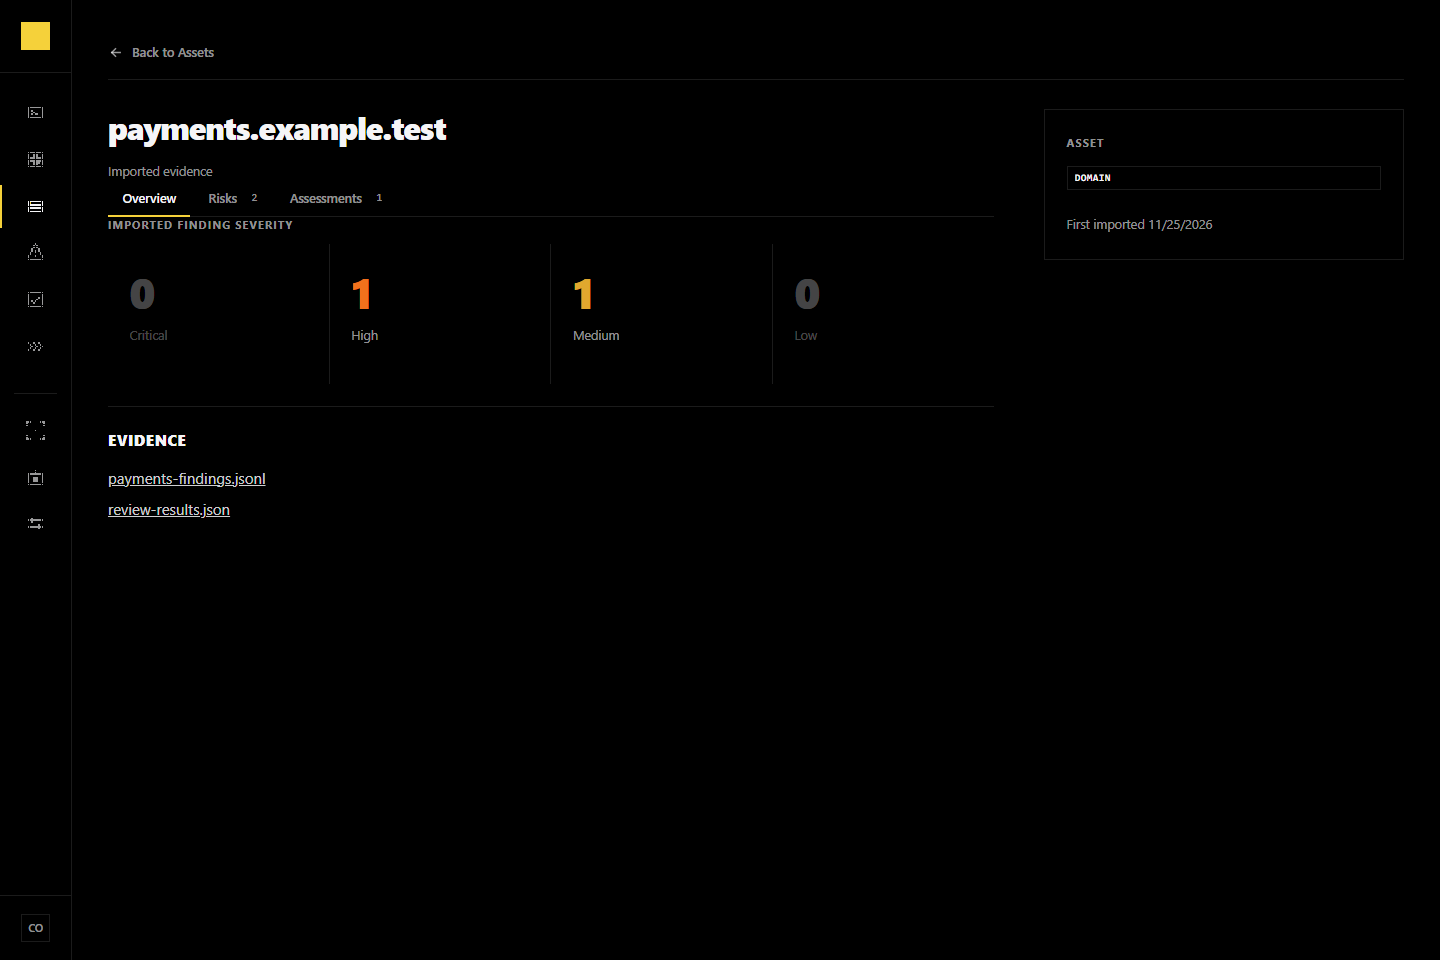 Back to Assets
payments.example.test
Imported evidence
Overview Risks 2 Assessments 1
IMPORTED FINDING SEVERITY
0 1 1 0
Critical High Medium Low
EVIDENCE
payments-findings.jsonl
review-results.json
ASSET
DOMAIN
First imported 11/25/2026
CO